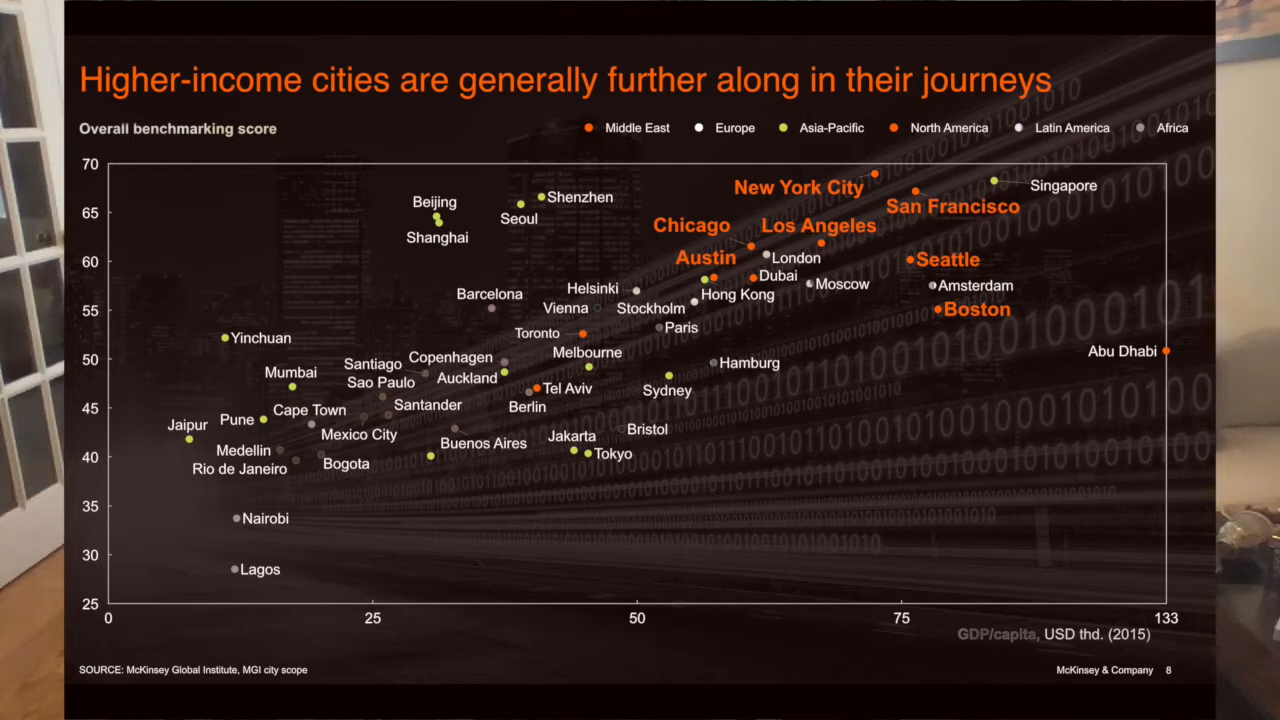 Higher-income cities are generally further along in their journeys
Overall benchmarking score
Middle East
Europe
Asia-Pacific
North America
Latin America
Africa
70
New York City
Singapore
Beijing
Shenzhen
San Francisco
65
Seoul
Chicago
Los Angeles
Shanghai
60
Austin
London
Seattle
Dubai
Helsinki
Moscow
Amsterdam
Barcelona
Hong Kong
55
Vienna
Stockholm
Boston
Toronto
Paris
Yinchuan
Abu Dhabi
50
Copenhagen
Melbourne
Santiago
Hamburg
Mumbai
Auckland
Sao Paulo
Tel Aviv
Sydney
45
Cape Town
Santander
Berlin
Pune
Jaipur
Mexico City
Bristol
Jakarta
Buenos Aires
Medellin
40
Tokyo
Rio de Janeiro
Bogota
35
Nairobi
30
Lagos
25
0
25
50
75
133
GDP/capita, USD thd. (2015)
SOURCE: McKinsey Global Institute, MGI city scope
McKinsey & Company 8